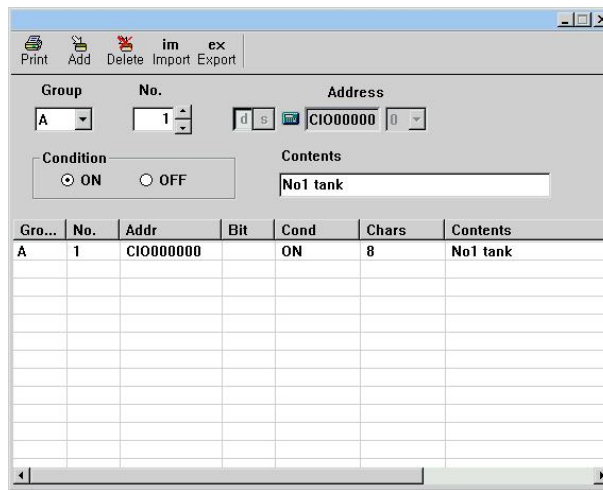 Print Add Delete im Import ex Export
Group No. Address
A 1 d s CIO00000 0
Condition Contents
ON OFF
No1 tank
Gro... No. Addr Bit Cond Chars Contents
A 1 CIO000000 ON 8 No1 tank